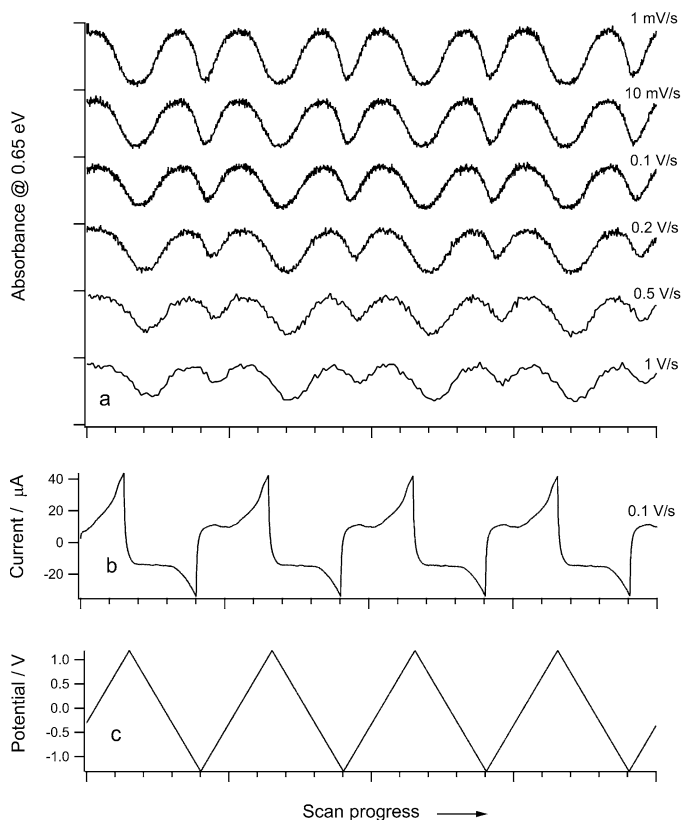 1 mV/s
10 mV/s
0.1 V/s
0.2 V/s
0.5 V/s
1 V/s
Absorbance @ 0.65 eV
a
Current / µA
40
20
0
-20
0.1 V/s
b
Potential / V
1.0
0.5
0.0
-0.5
-1.0
c
Scan progress